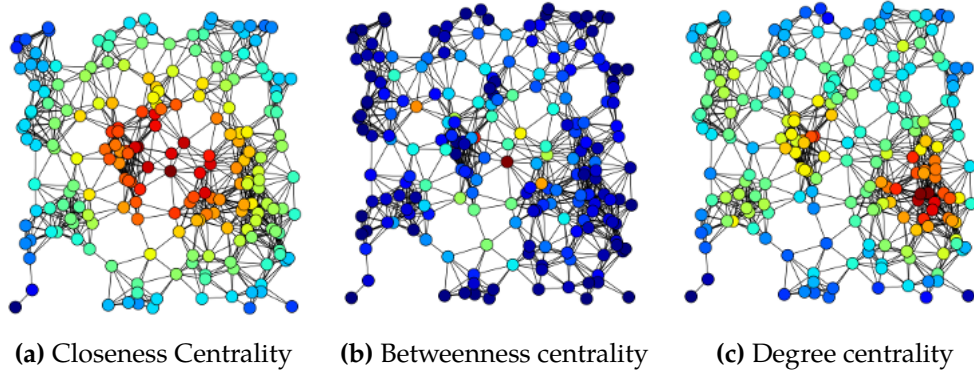 (a) Closeness Centrality
(b) Betweenness centrality
(c) Degree centrality